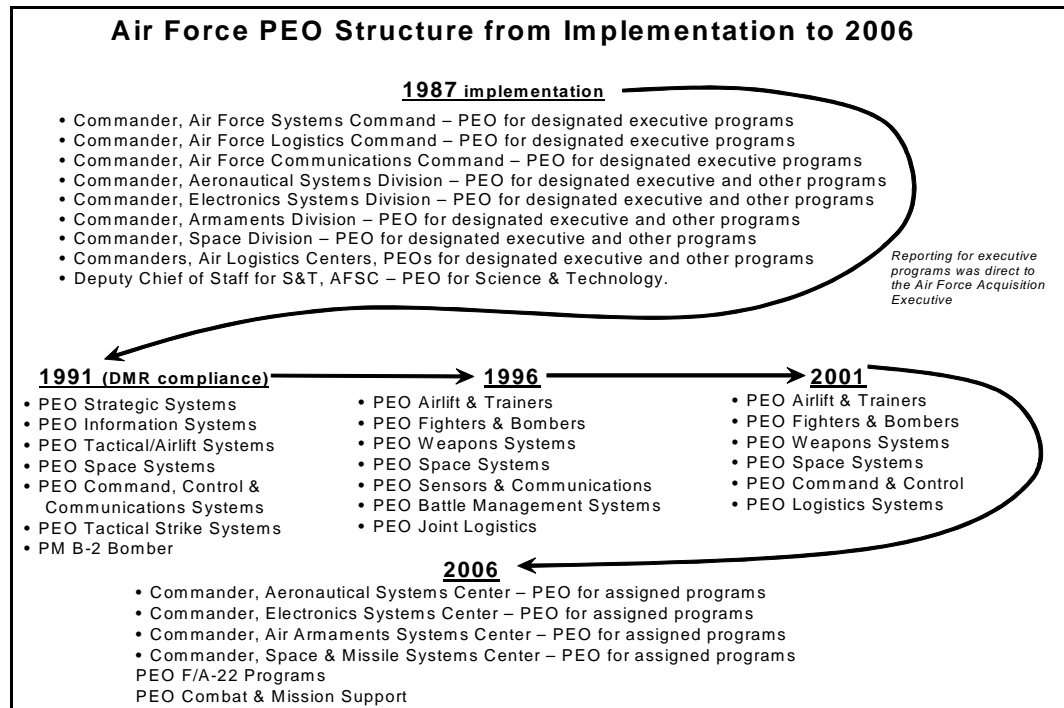 Air Force PEO Structure from Implementation to 2006
1987 implementation
• Commander, Air Force Systems Command – PEO for designated executive programs
• Commander, Air Force Logistics Command – PEO for designated executive programs
• Commander, Air Force Communications Command – PEO for designated executive programs
• Commander, Aeronautical Systems Division – PEO for designated executive and other programs
• Commander, Electronics Systems Division – PEO for designated executive and other programs
• Commander, Armaments Division – PEO for designated executive and other programs
• Commander, Space Division – PEO for designated executive and other programs
• Commanders, Air Logistics Centers, PEOs for designated executive and other programs
• Deputy Chief of Staff for S&T, AFSC – PEO for Science & Technology.
Reporting for executive
programs was direct to
the Air Force Acquisition
Executive
1991 (DMR compliance)
• PEO Strategic Systems
• PEO Information Systems
• PEO Tactical/Airlift Systems
• PEO Space Systems
• PEO Command, Control &
Communications Systems
• PEO Tactical Strike Systems
• PM B-2 Bomber
1996
• PEO Airlift & Trainers
• PEO Fighters & Bombers
• PEO Weapons Systems
• PEO Space Systems
• PEO Sensors & Communications
• PEO Battle Management Systems
• PEO Joint Logistics
2001
• PEO Airlift & Trainers
• PEO Fighters & Bombers
• PEO Weapons Systems
• PEO Space Systems
• PEO Command & Control
• PEO Logistics Systems
2006
• Commander, Aeronautical Systems Center – PEO for assigned programs
• Commander, Electronics Systems Center – PEO for assigned programs
• Commander, Air Armaments Systems Center – PEO for assigned programs
• Commander, Space & Missile Systems Center – PEO for assigned programs
PEO F/A-22 Programs
PEO Combat & Mission Support